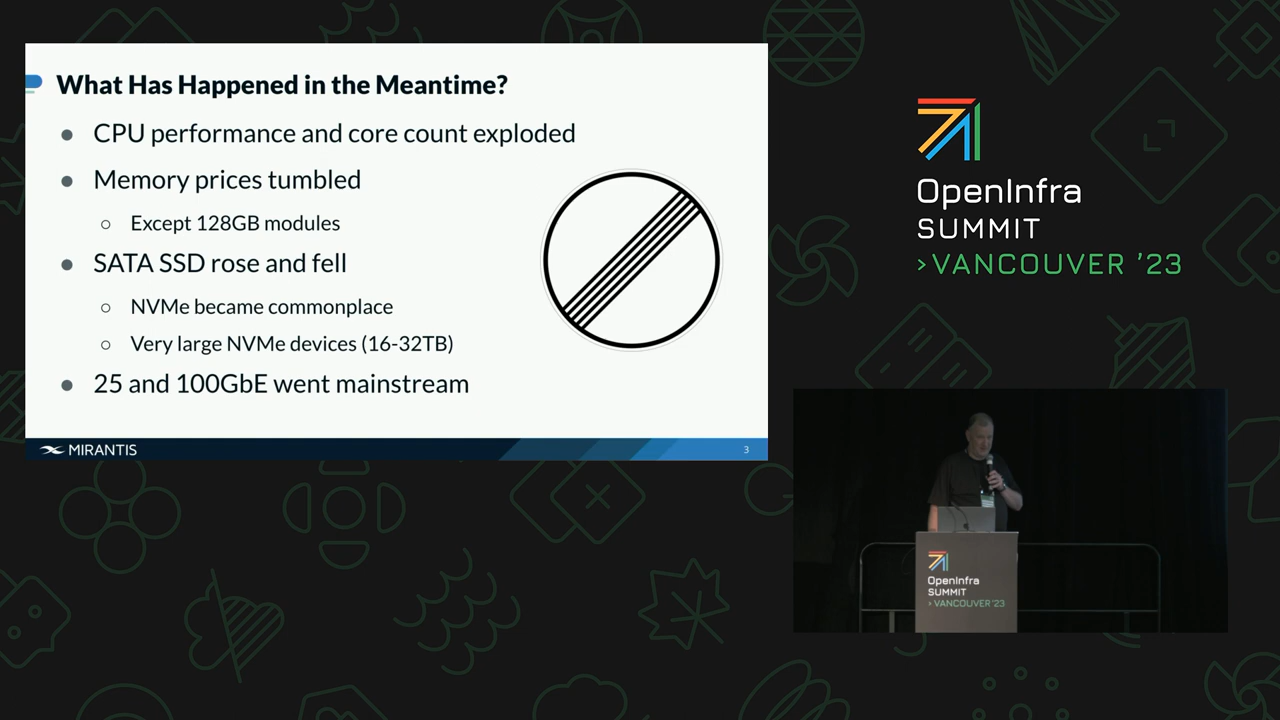 What Has Happened in the Meantime?
● CPU performance and core count exploded
● Memory prices tumbled
○ Except 128GB modules
● SATA SSD rose and fell
○ NVMe became commonplace
○ Very large NVMe devices (16-32TB)
● 25 and 100GbE went mainstream
MIRANTIS
3
OpenInfra
SUMMIT
>VANCOUVER ’23
OpenInfra
SUMMIT
>VANCOUVER '23